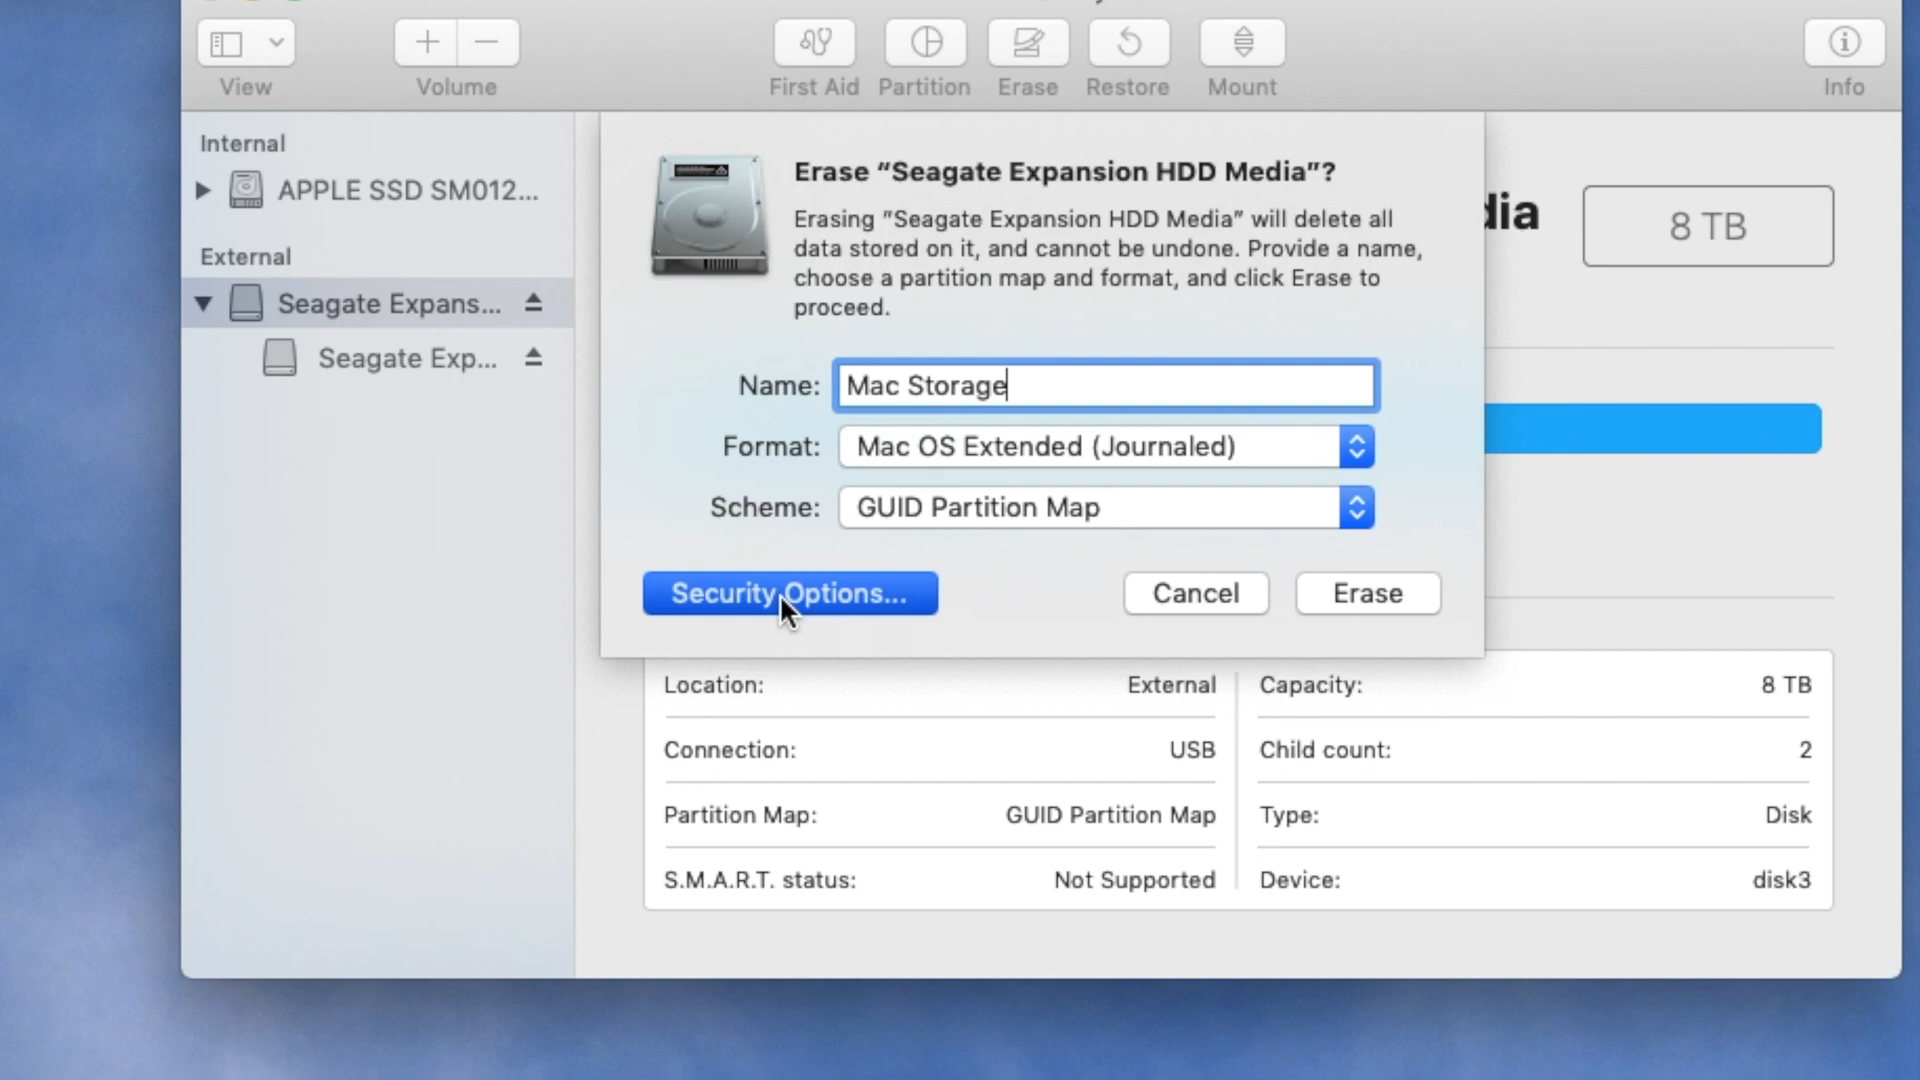 View
Volume
First Aid
Partition
Erase
Restore
Mount
Info
Internal
APPLE SSD SM012...
External
Seagate Expans...
Seagate Exp...
Erase “Seagate Expansion HDD Media”?
Erasing “Seagate Expansion HDD Media” will delete all
data stored on it, and cannot be undone. Provide a name,
choose a partition map and format, and click Erase to
proceed.
dia
8 TB
Name: Mac Storage
Format: Mac OS Extended (Journaled)
Scheme: GUID Partition Map
Security Options...
Cancel
Erase
Location: External
Capacity: 8 TB
Connection: USB
Child count: 2
Partition Map: GUID Partition Map
Type: Disk
S.M.A.R.T. status: Not Supported
Device: disk3